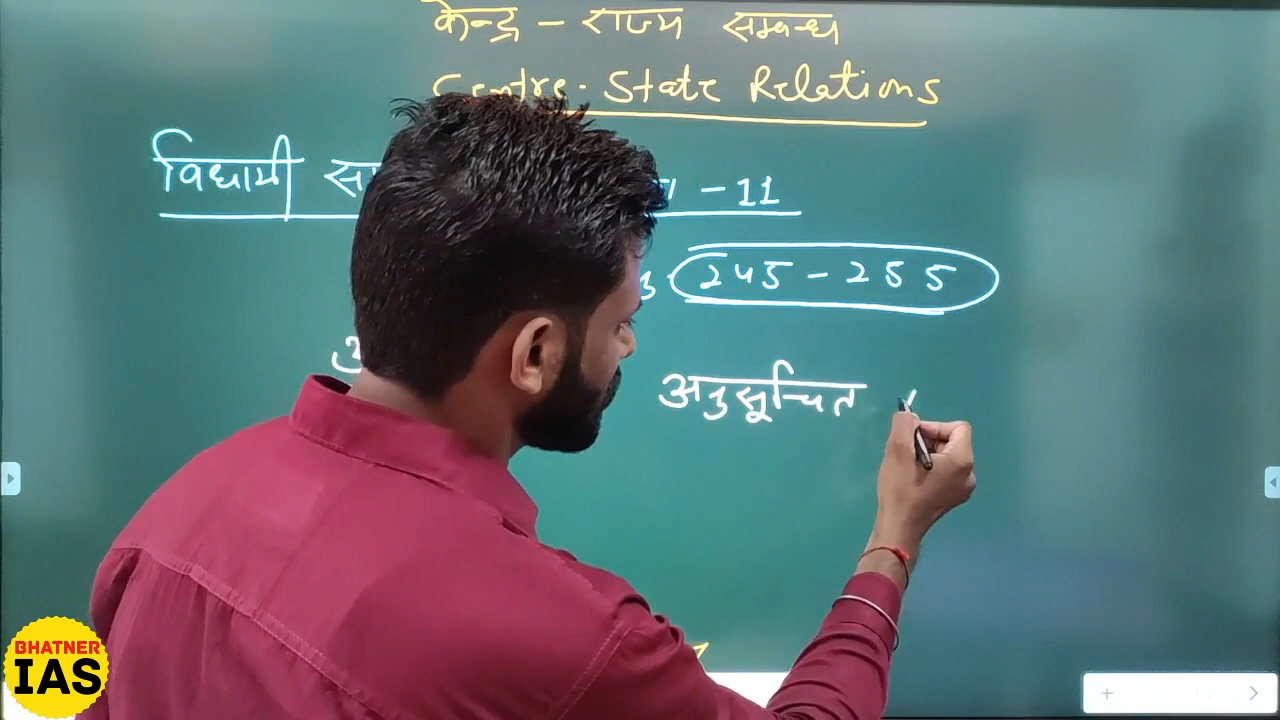 केन्द्र - राज्य सम्बन्ध
Centre-State Relations
विधायी - 11
245 - 255
अनुसूचित
BHATNER
IAS